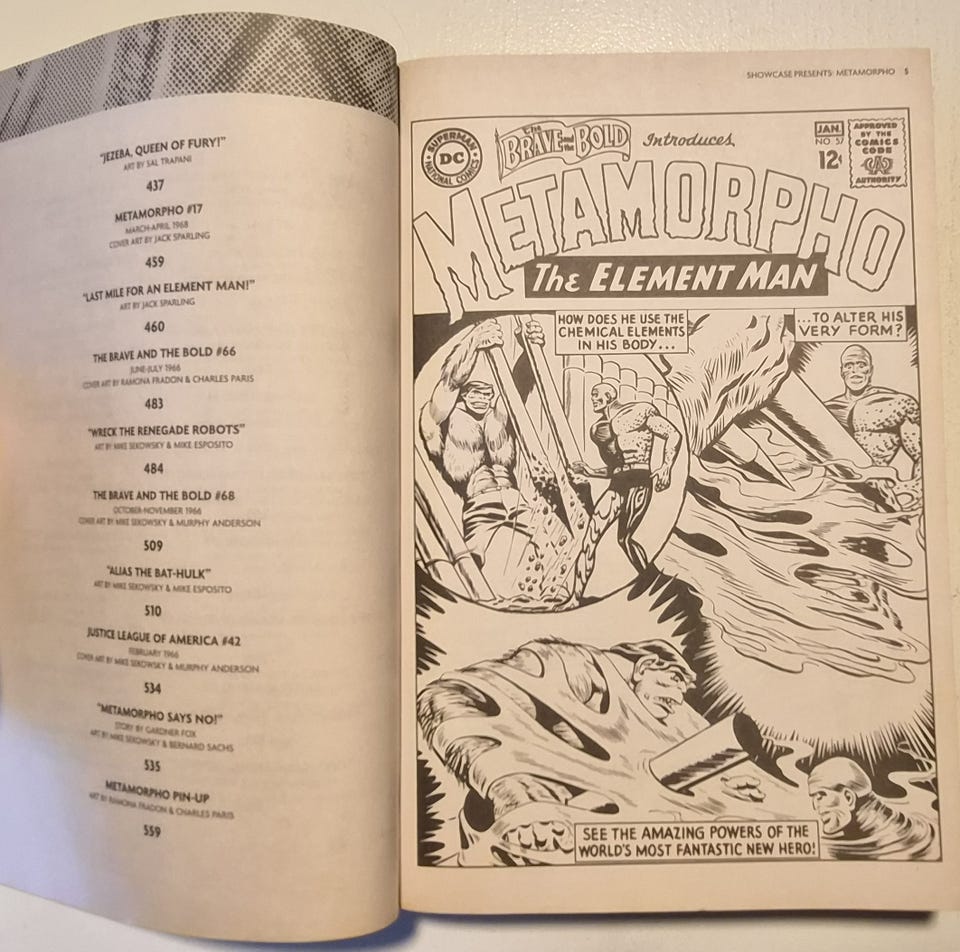 "JEZEBA, QUEEN OF FURY!"
ART BY SAL TRAPANI
437
METAMORPHO #17
MARCH-APRIL 1968
COVER ART BY JACK SPARLING
459
"LAST MILE FOR AN ELEMENT MAN!"
ART BY JACK SPARLING
460
THE BRAVE AND THE BOLD #66
JUNE-JULY 1966
COVER ART BY RAMONA FRADON & CHARLES PARIS
483
"WRECK THE RENEGADE ROBOTS"
ART BY MIKE SEKOWSKY & MIKE ESPOSITO
484
THE BRAVE AND THE BOLD #68
OCTOBER-NOVEMBER 1966
COVER ART BY MIKE SEKOWSKY & MURPHY ANDERSON
509
"ALIAS THE BAT-HULK"
ART BY MIKE SEKOWSKY & MIKE ESPOSITO
510
JUSTICE LEAGUE OF AMERICA #42
FEBRUARY 1966
COVER ART BY MIKE SEKOWSKY & MURPHY ANDERSON
534
"METAMORPHO SAYS NO!"
STORY BY GARDNER FOX
ART BY MIKE SEKOWSKY & BERNARD SACHS
535
METAMORPHO PIN-UP
ART BY RAMONA FRADON & CHARLES PARIS
559
SHOWCASE PRESENTS: METAMORPHO 5
SUPERMAN
DC
NATIONAL COMICS
The BRAVE and the BOLD Introduces
JAN.
NO. 57
12¢
APPROVED
BY THE
COMICS
CODE
CA
AUTHORITY
METAMORPHO
The ELEMENT MAN
HOW DOES HE USE THE
CHEMICAL ELEMENTS
IN HIS BODY...
...TO ALTER HIS
VERY FORM?
SEE THE AMAZING POWERS OF THE
WORLD'S MOST FANTASTIC NEW HERO!